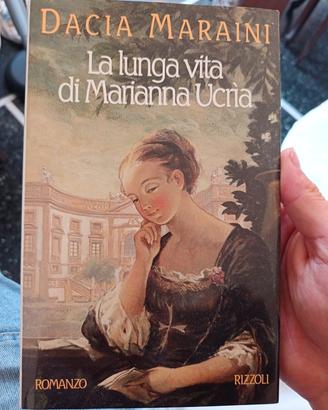 DACIA MARAINI
La lunga vita
di Marianna Ucrìa
ROMANZO
RIZZOLI